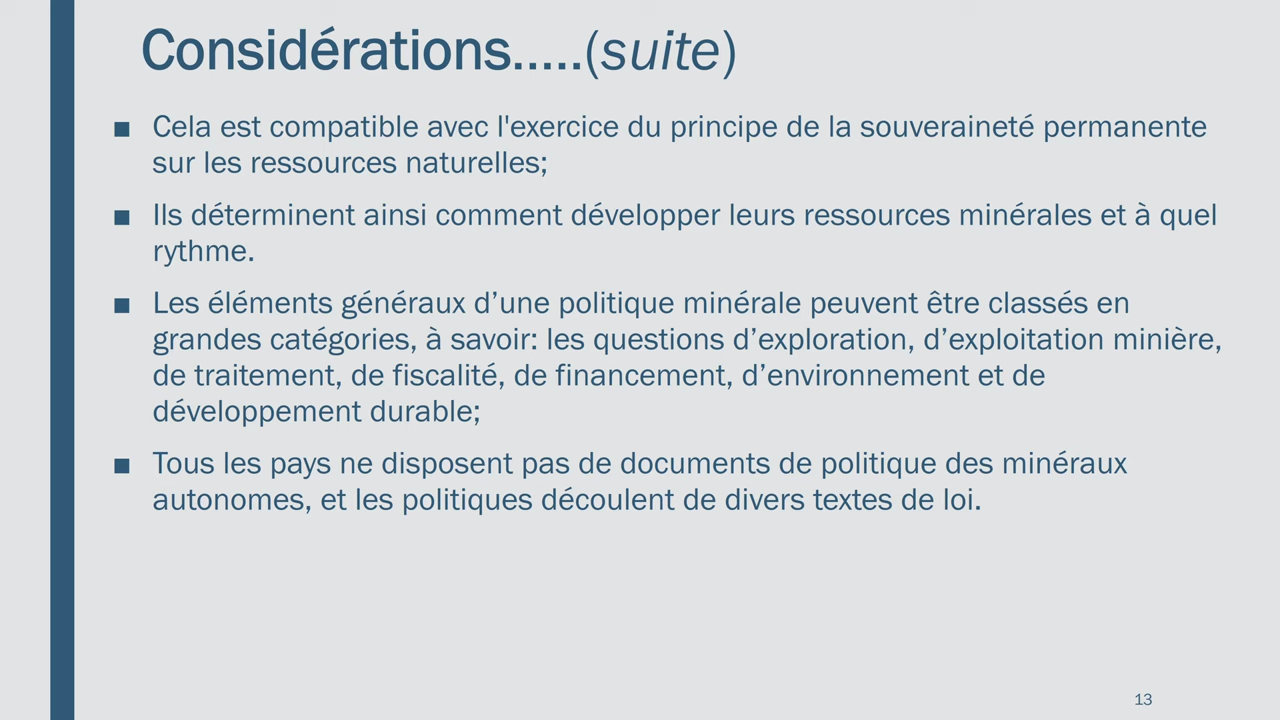 Considérations.....(suite)
■ Cela est compatible avec l'exercice du principe de la souveraineté permanente
sur les ressources naturelles;
■ Ils déterminent ainsi comment développer leurs ressources minérales et à quel
rythme.
■ Les éléments généraux d’une politique minérale peuvent être classés en
grandes catégories, à savoir: les questions d’exploration, d’exploitation minière,
de traitement, de fiscalité, de financement, d’environnement et de
développement durable;
■ Tous les pays ne disposent pas de documents de politique des minéraux
autonomes, et les politiques découlent de divers textes de loi.
13